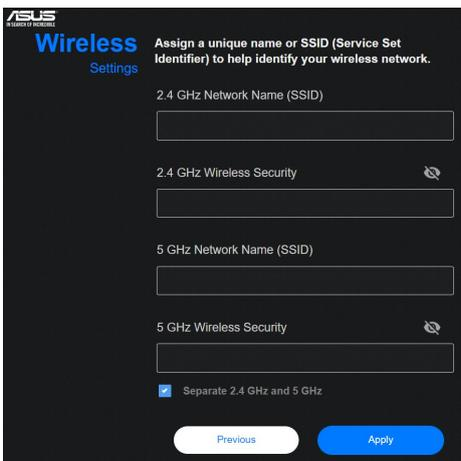 ASUS
IN SEARCH OF INCREDIBLE
Wireless
Settings
Assign a unique name or SSID (Service Set
Identifier) to help identify your wireless network.
2.4 GHz Network Name (SSID)
2.4 GHz Wireless Security
5 GHz Network Name (SSID)
5 GHz Wireless Security
Separate 2.4 GHz and 5 GHz
Previous
Apply